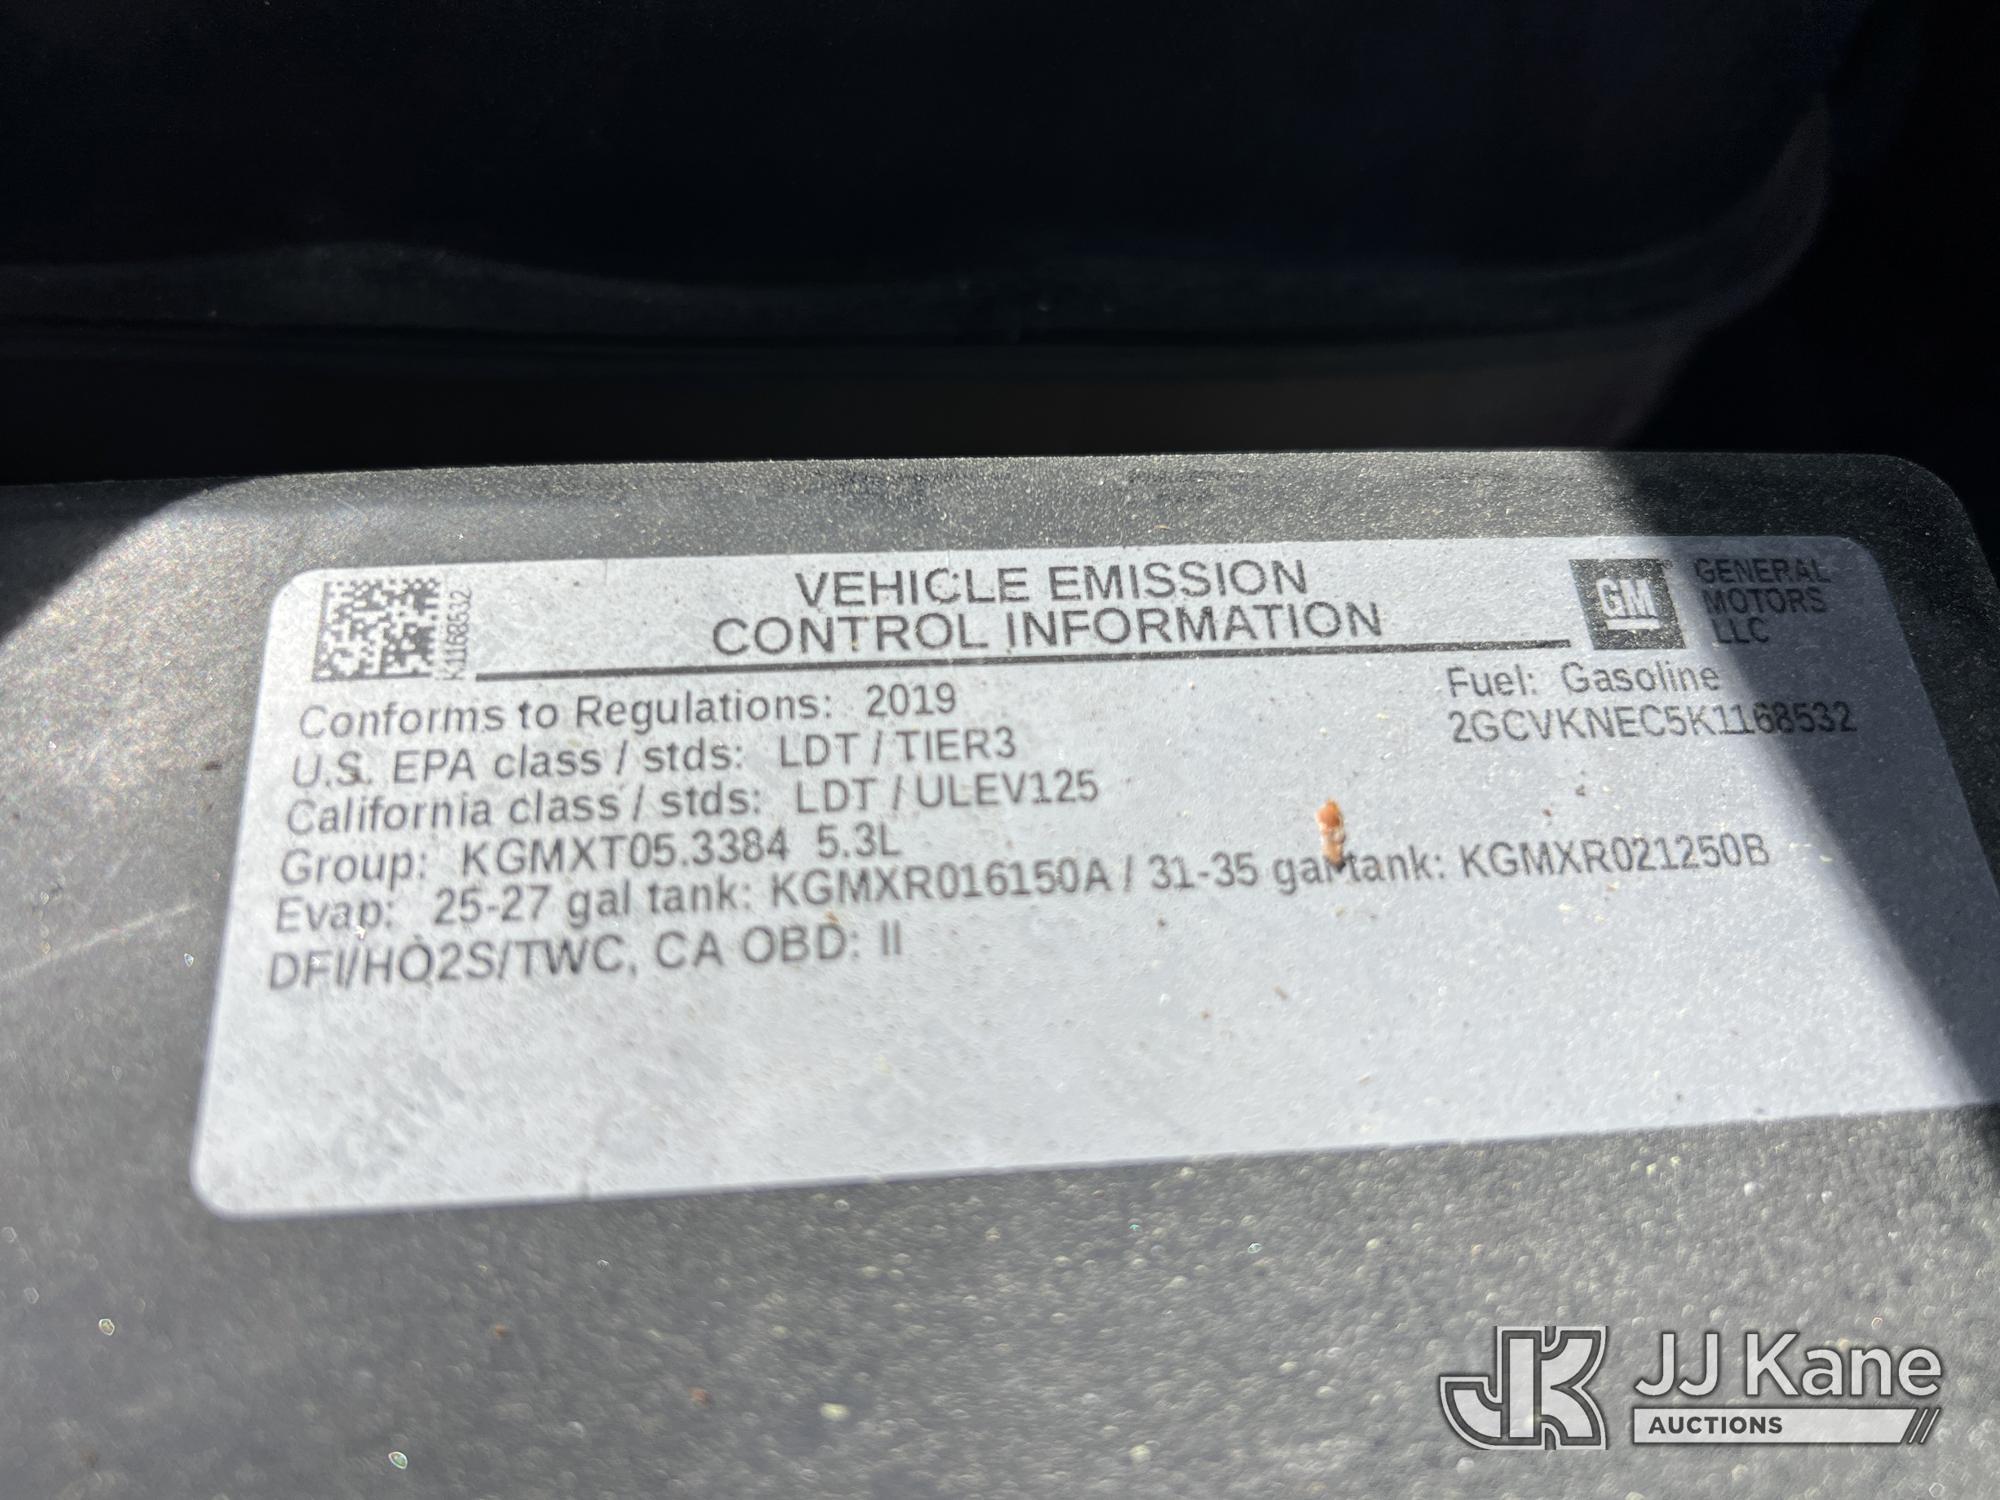 K1168532
VEHICLE EMISSION
CONTROL INFORMATION
GM
GENERAL
MOTORS
LLC
Conforms to Regulations: 2019
Fuel: Gasoline
U.S. EPA class / stds: LDT / TIER3
2GCVKNEC5K1168532
California class / stds: LDT / ULEV125
Group: KGMXT05.3384 5.3L
Evap: 25-27 gal tank: KGMXR016150A / 31-35 gal tank: KGMXR021250B
DFI/HO2S/TWC, CA OBD: II
JK JJ Kane
AUCTIONS